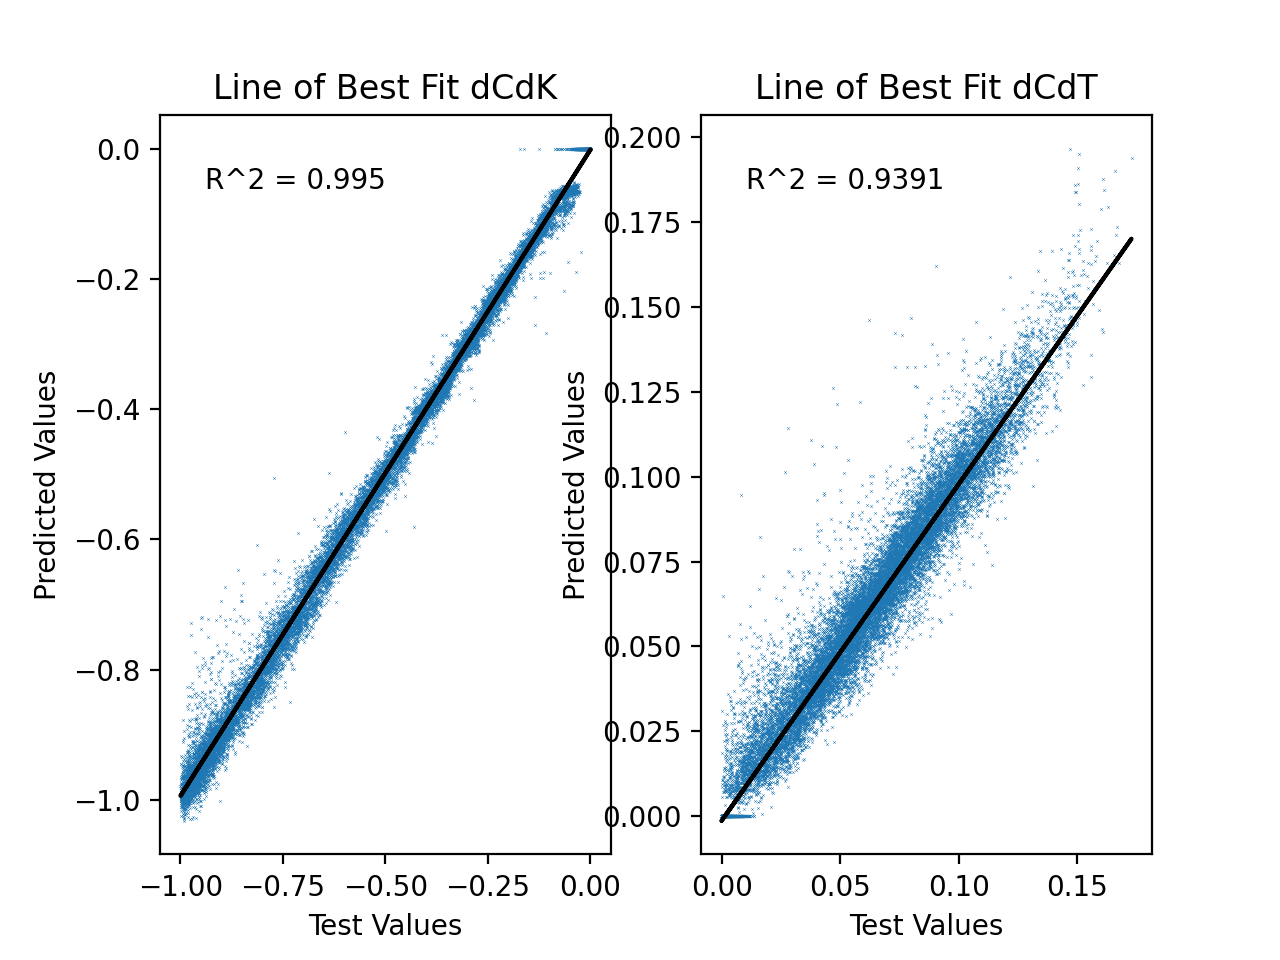 Line of Best Fit dCdK
R^2 = 0.995
0.0
−0.2
−0.4
−0.6
−0.8
−1.0
Predicted Values
−1.00 −0.75 −0.50 −0.25 0.00
Test Values
Line of Best Fit dCdT
R^2 = 0.9391
0.200
0.175
0.150
0.125
0.100
0.075
0.050
0.025
0.000
Predicted Values
0.00 0.05 0.10 0.15
Test Values